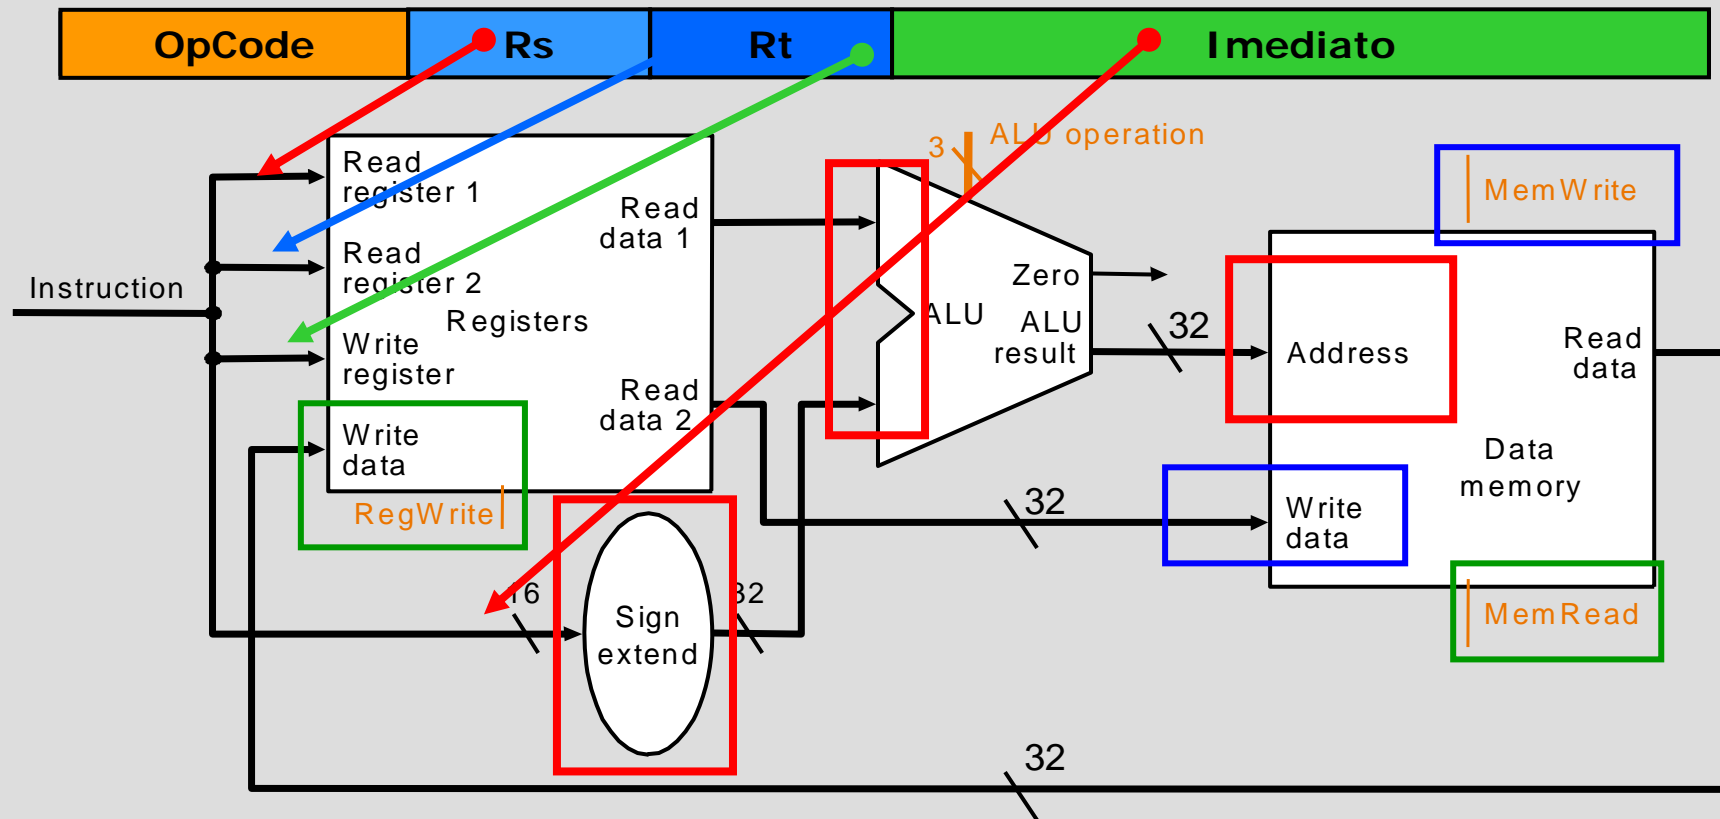 OpCode Rs Rt Imediato
3 ALU operation
MemWrite
Read
register 1
Read
data 1
Read
register 2
Instruction
Registers
Write
register
Read
data 2
Write
data
RegWrite
Zero
ALU
ALU
result
32
Address
Read
data
Data
memory
32
Write
data
MemRead
16
Sign
extend
32
32